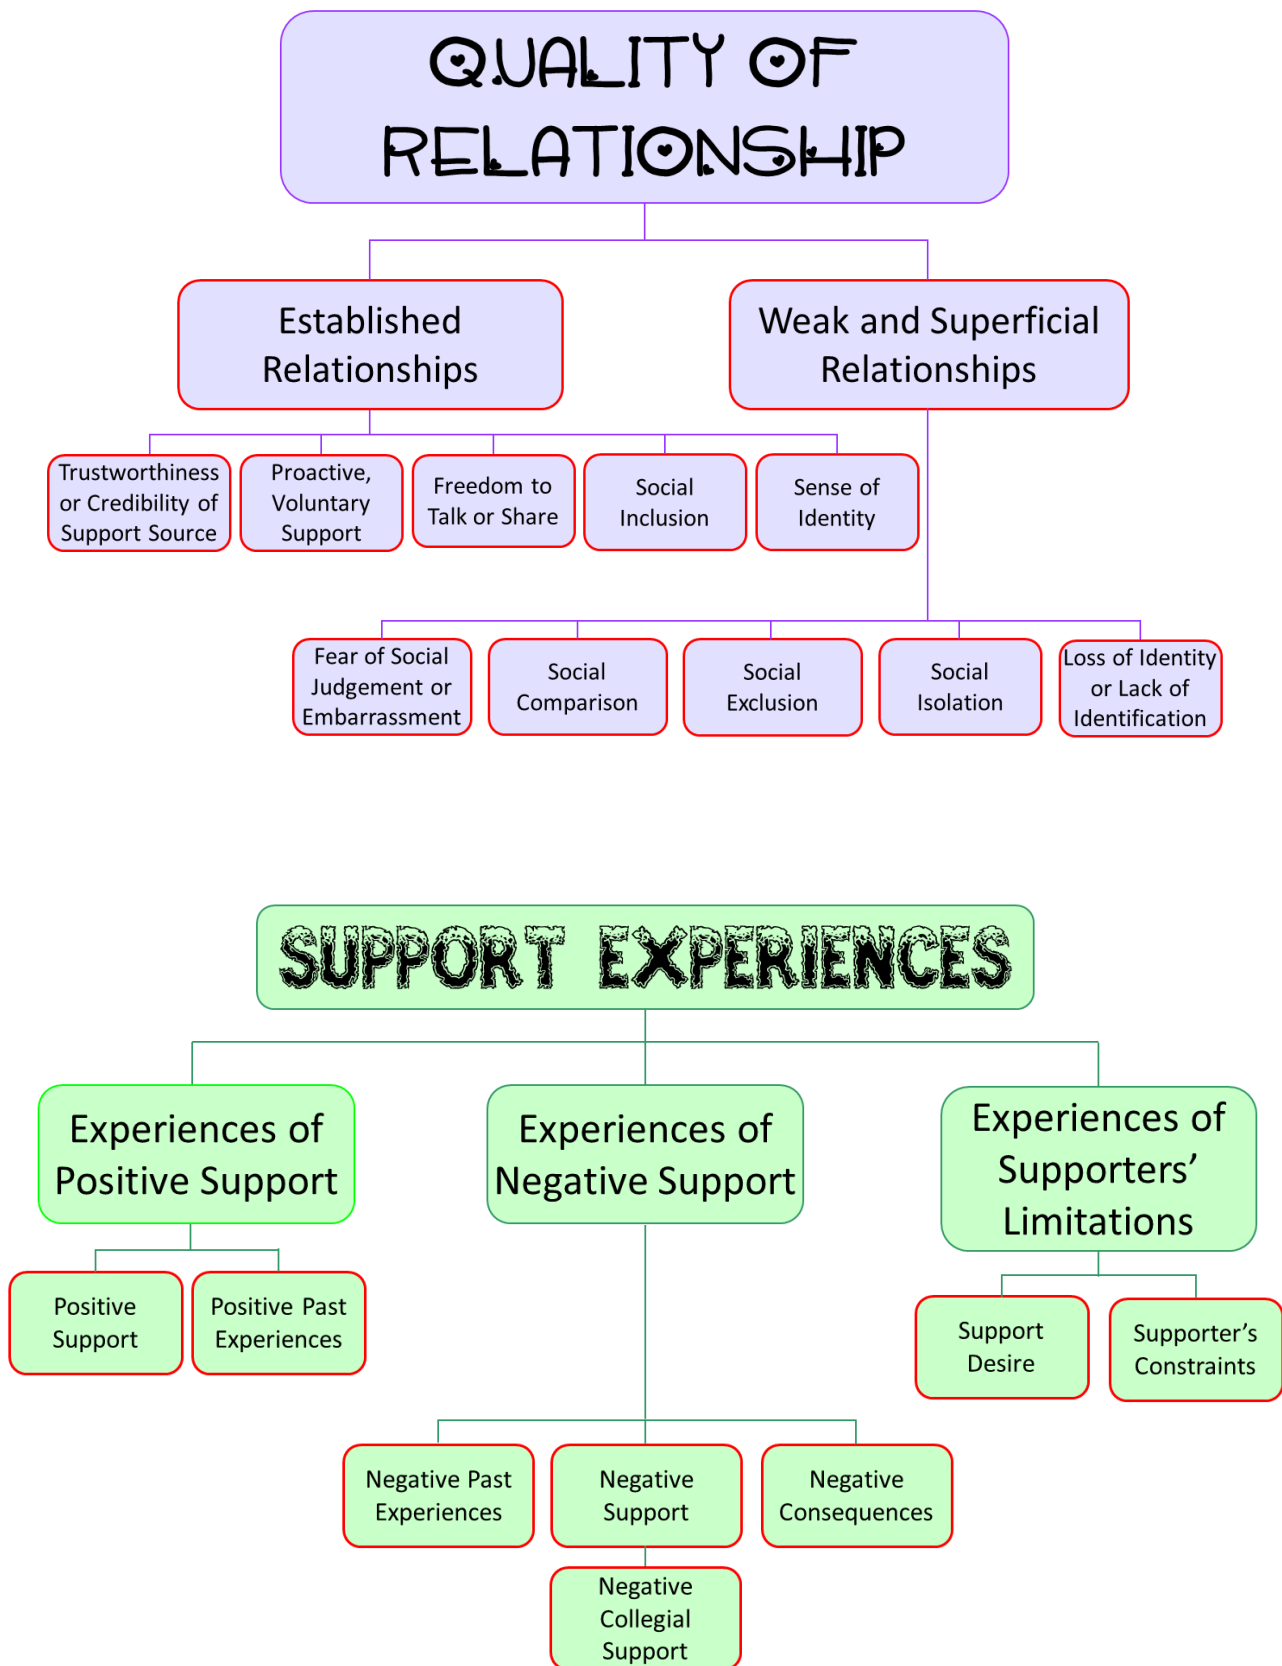 QUALITY OF
RELATIONSHIP
Established
Relationships
Weak and Superficial
Relationships
Trustworthiness
or Credibility of
Support Source
Proactive,
Voluntary
Support
Freedom to
Talk or Share
Social
Inclusion
Sense of
Identity
Fear of Social
Judgement or
Embarrassment
Social
Comparison
Social
Exclusion
Social
Isolation
Loss of Identity
or Lack of
Identification
SUPPORT EXPERIENCES
Experiences of
Positive Support
Experiences of
Negative Support
Experiences of
Supporters’
Limitations
Positive
Support
Positive Past
Experiences
Support
Desire
Supporter’s
Constraints
Negative Past
Experiences
Negative
Support
Negative
Consequences
Negative
Collegial
Support